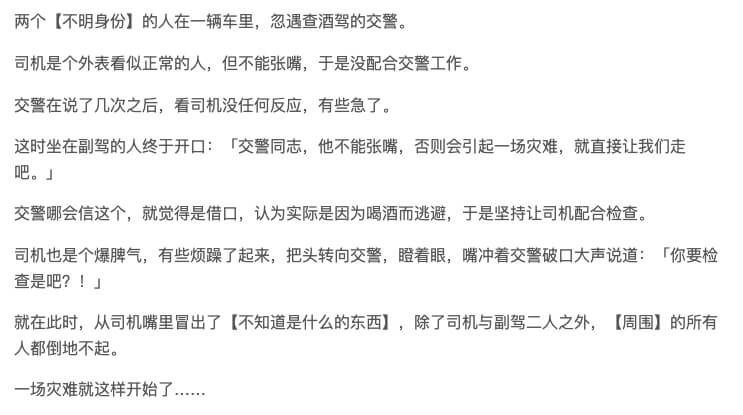 两个【不明身份】的人在一辆车里，忽遇查酒驾的交警。
司机是个外表看似正常的人，但不能张嘴，于是没配合交警工作。
交警在说了几次之后，看司机没任何反应，有些急了。
这时坐在副驾的人终于开口：「交警同志，他不能张嘴，否则会引起一场灾难，就直接让我们走
吧。」
交警哪会信这个，就觉得是借口，认为实际是因为喝酒而逃避，于是坚持让司机配合检查。
司机也是个爆脾气，有些烦躁了起来，把头转向交警，瞪着眼，嘴冲着交警破口大声说道：「你要检
查是吧？！」
就在此时，从司机嘴里冒出了【不知道是什么的东西】，除了司机与副驾二人之外，【周围】的所有
人都倒地不起。
一场灾难就这样开始了……